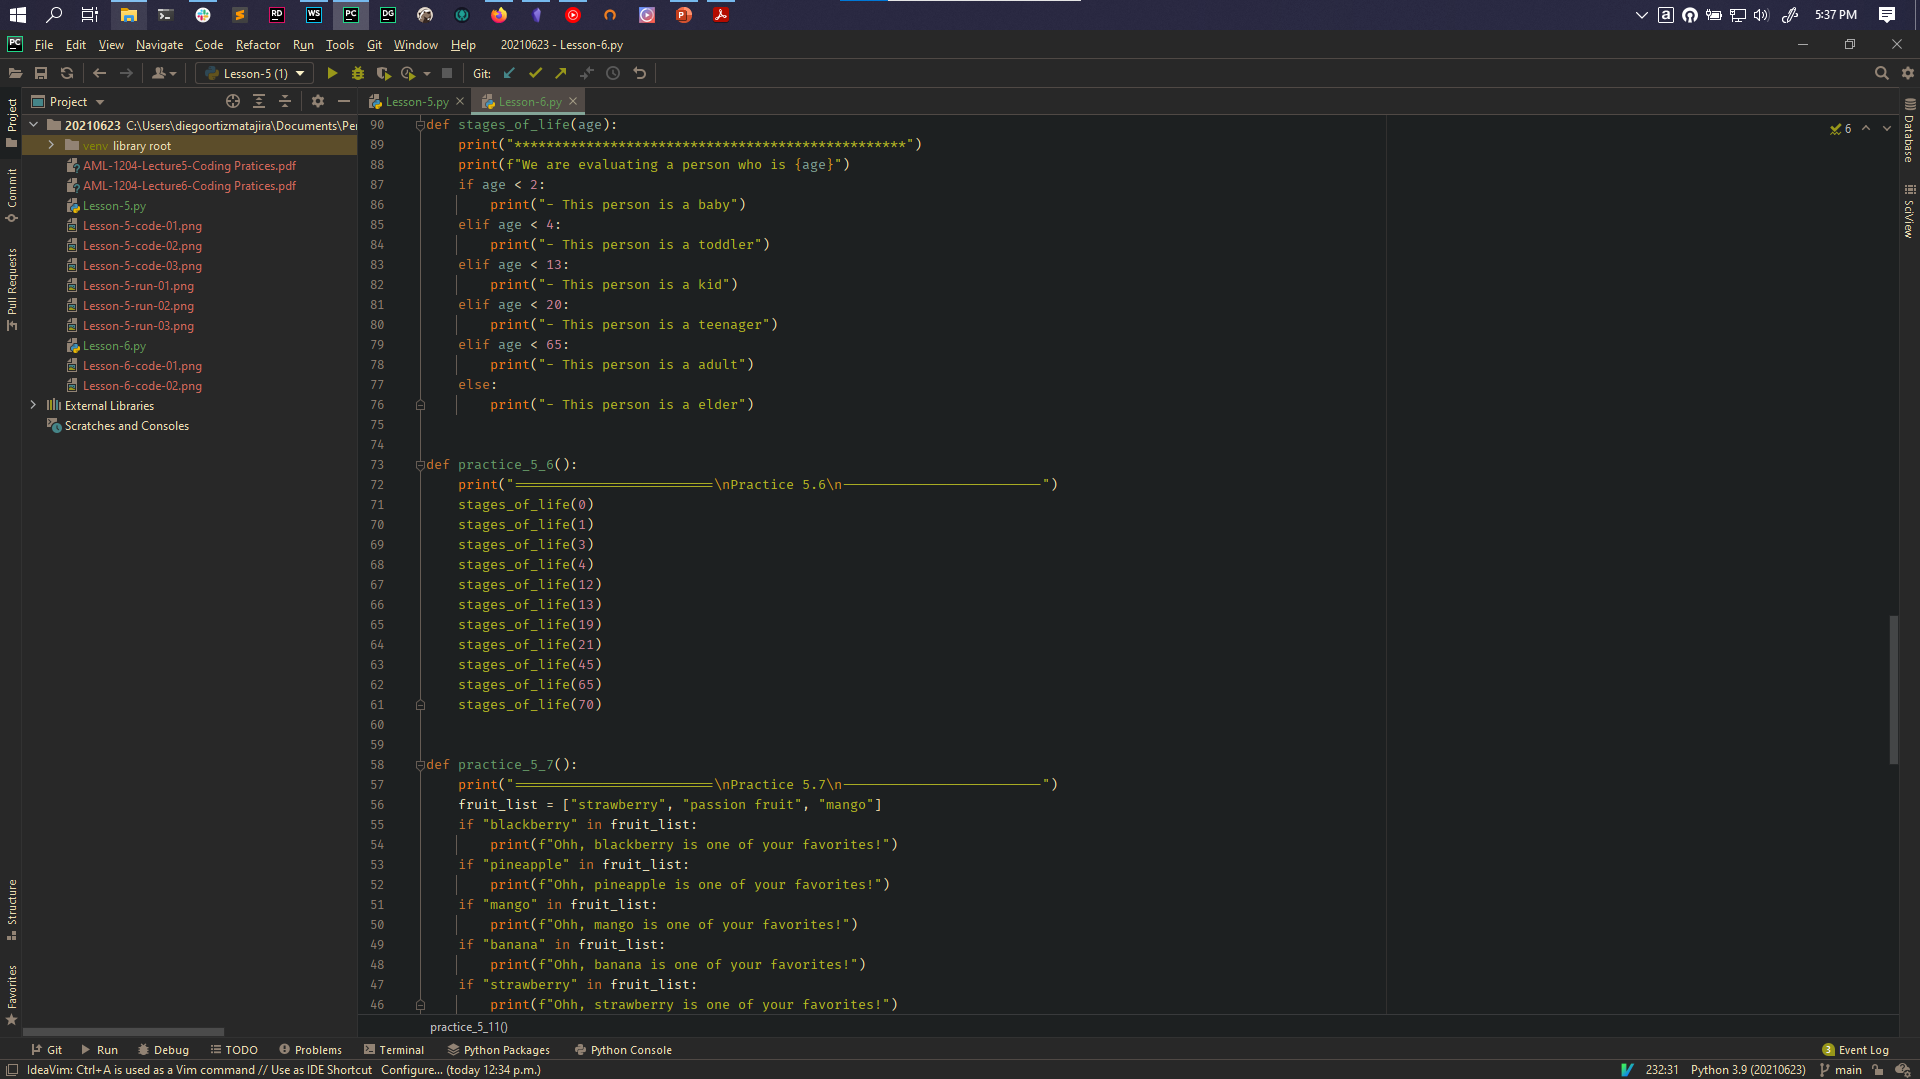 5:37 PM
File Edit View Navigate Code Refactor Run Tools Git Window Help 20210623 - Lesson-6.py
Lesson-5 (1) Git:
Project
Lesson-5.py
Lesson-6.py
20210623 C:\Users\diegoortizmatajira\Documents\Per
venv library root
AML-1204-Lecture5-Coding Pratices.pdf
AML-1204-Lecture6-Coding Pratices.pdf
Lesson-5.py
Lesson-5-code-01.png
Lesson-5-code-02.png
Lesson-5-code-03.png
Lesson-5-run-01.png
Lesson-5-run-02.png
Lesson-5-run-03.png
Lesson-6.py
Lesson-6-code-01.png
Lesson-6-code-02.png
External Libraries
Scratches and Consoles
Project
Commit
Pull Requests
Structure
Favorites
90 def stages_of_life(age):
89 print("*************************************************")
88 print(f"We are evaluating a person who is {age}")
87 if age < 2:
86 print("- This person is a baby")
85 elif age < 4:
84 print("- This person is a toddler")
83 elif age < 13:
82 print("- This person is a kid")
81 elif age < 20:
80 print("- This person is a teenager")
79 elif age < 65:
78 print("- This person is a adult")
77 else:
76 print("- This person is a elder")
75
74
73 def practice_5_6():
72 print("=========================\nPractice 5.6\n-------------------------")
71 stages_of_life(0)
70 stages_of_life(1)
69 stages_of_life(3)
68 stages_of_life(4)
67 stages_of_life(12)
66 stages_of_life(13)
65 stages_of_life(19)
64 stages_of_life(21)
63 stages_of_life(45)
62 stages_of_life(65)
61 stages_of_life(70)
60
59
58 def practice_5_7():
57 print("=========================\nPractice 5.7\n-------------------------")
56 fruit_list = ["strawberry", "passion fruit", "mango"]
55 if "blackberry" in fruit_list:
54 print(f"Ohh, blackberry is one of your favorites!")
53 if "pineapple" in fruit_list:
52 print(f"Ohh, pineapple is one of your favorites!")
51 if "mango" in fruit_list:
50 print(f"Ohh, mango is one of your favorites!")
49 if "banana" in fruit_list:
48 print(f"Ohh, banana is one of your favorites!")
47 if "strawberry" in fruit_list:
46 print(f"Ohh, strawberry is one of your favorites!")
practice_5_11()
6
Database
SciView
Git Run Debug TODO Problems Terminal Python Packages Python Console 3 Event Log
IdeaVim: Ctrl+A is used as a Vim command // Use as IDE Shortcut Configure... (today 12:34 p.m.) 232:31 Python 3.9 (20210623) main